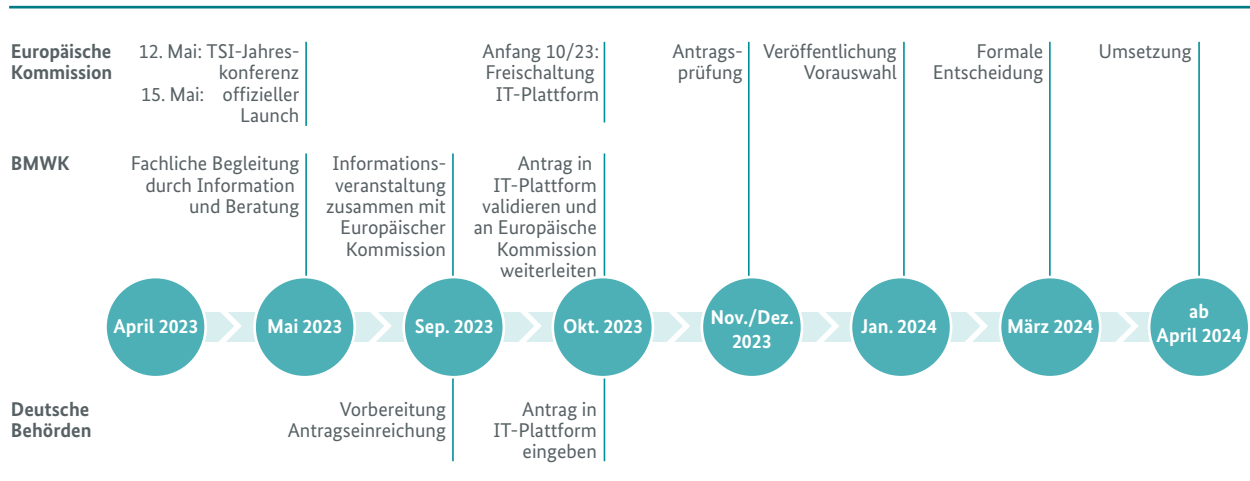 Europäische
Kommission
12. Mai: TSI-Jahres-
konferenz
15. Mai: offizieller
Launch
Anfang 10/23:
Freischaltung
IT-Plattform
Antrags-
prüfung
Veröffentlichung
Vorauswahl
Formale
Entscheidung
Umsetzung
BMWK
Fachliche Begleitung
durch Information
und Beratung
Informations-
veranstaltung
zusammen mit
Europäischer
Kommission
Antrag in
IT-Plattform
validieren und
an Europäische
Kommission
weiterleiten
April 2023
Mai 2023
Sep. 2023
Okt. 2023
Nov./Dez.
2023
Jan. 2024
März 2024
ab
April 2024
Deutsche
Behörden
Vorbereitung
Antragseinreichung
Antrag in
IT-Plattform
eingeben